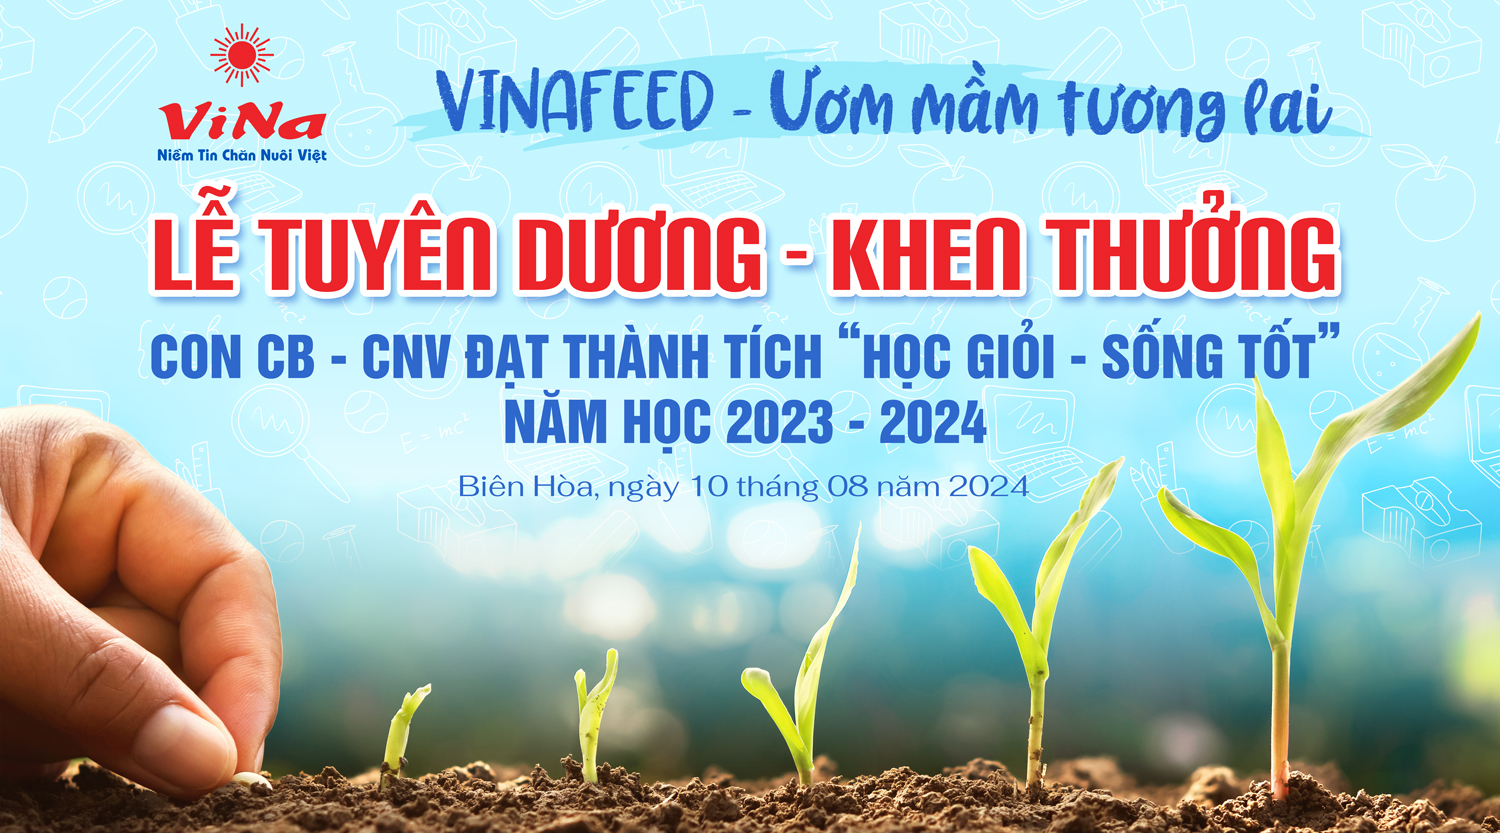 ViNa
Niềm Tin Chăn Nuôi Việt
VINAFEED - Ươm mầm tương lai
LỄ TUYÊN DƯƠNG - KHEN THƯỞNG
CON CB - CNV ĐẠT THÀNH TÍCH “HỌC GIỎI - SỐNG TỐT”
NĂM HỌC 2023 - 2024
Biên Hòa, ngày 10 tháng 08 năm 2024
E = mc²